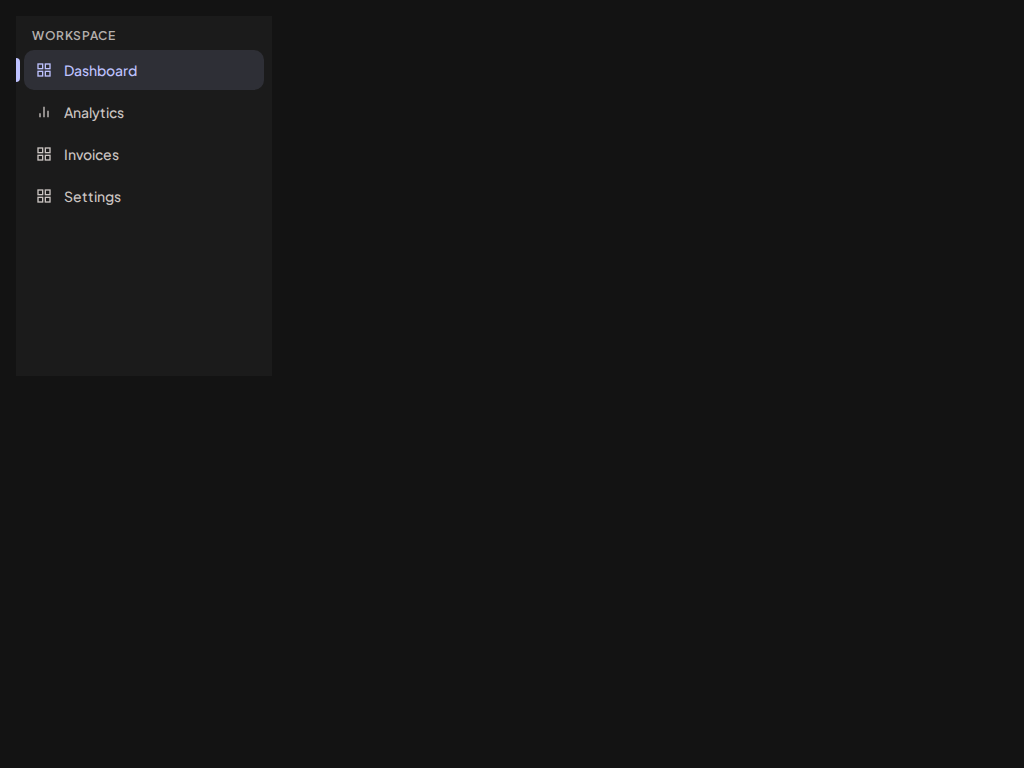 WORKSPACE
Dashboard
Analytics
Invoices
Settings